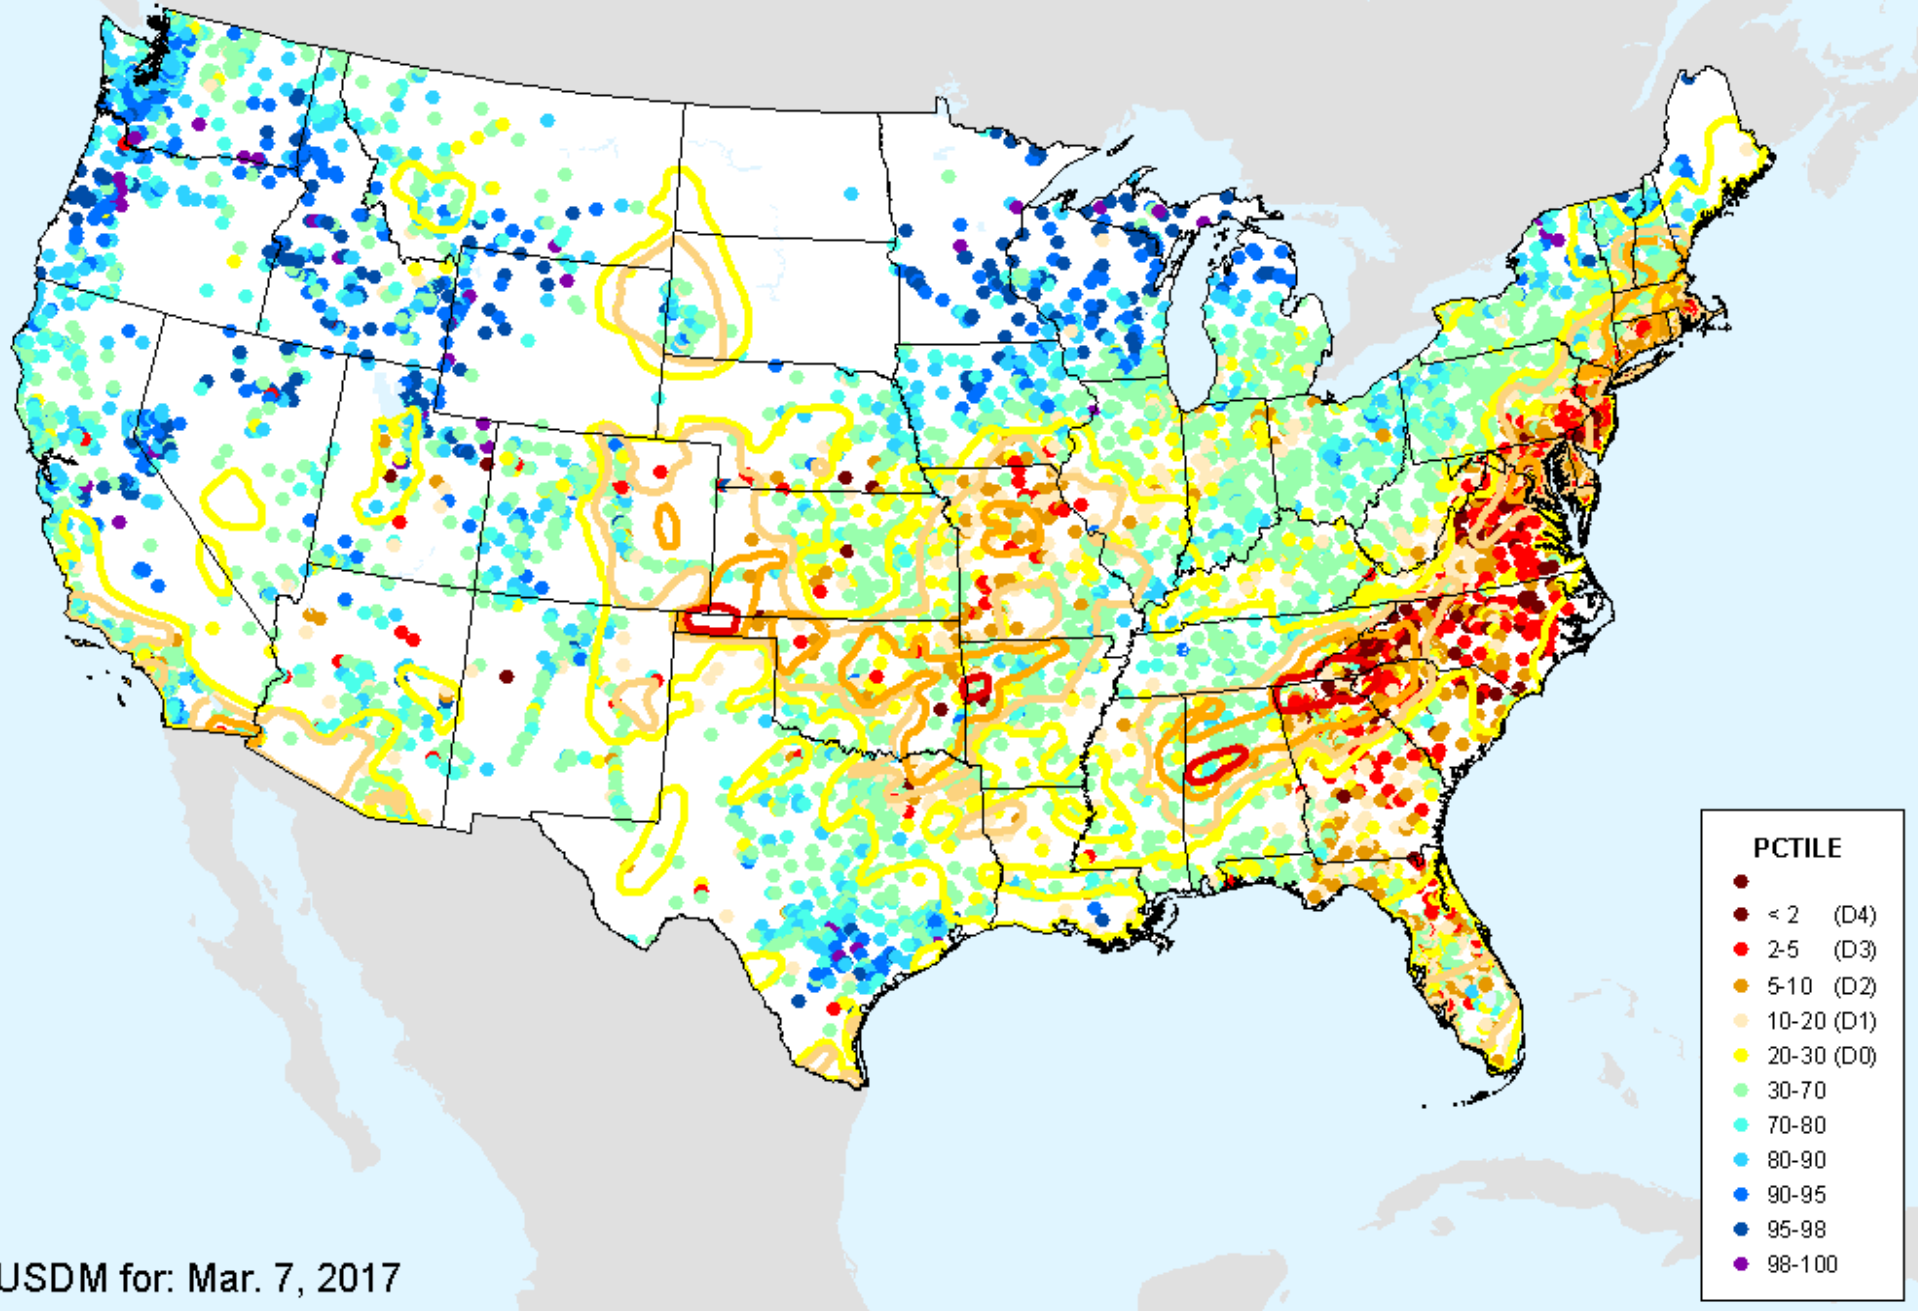 PCTILE
< 2 (D4)
2-5 (D3)
5-10 (D2)
10-20 (D1)
20-30 (D0)
30-70
70-80
80-90
90-95
95-98
98-100
USDM for: Mar. 7, 2017